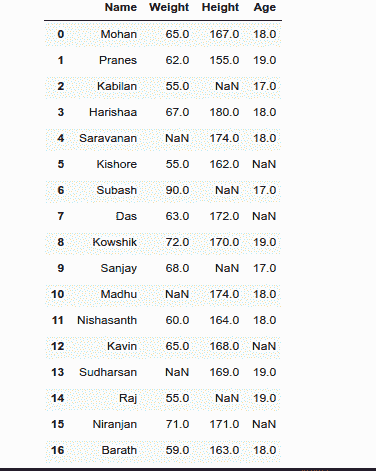 Name Weight Height Age
0 Mohan 65.0 167.0 18.0
1 Pranes 62.0 155.0 19.0
2 Kabilan 55.0 NaN 17.0
3 Harishaa 67.0 180.0 18.0
4 Saravanan NaN 174.0 18.0
5 Kishore 55.0 162.0 NaN
6 Subash 90.0 NaN 17.0
7 Das 63.0 172.0 NaN
8 Kowshik 72.0 170.0 19.0
9 Sanjay 68.0 NaN 17.0
10 Madhu NaN 174.0 18.0
11 Nishasanth 60.0 164.0 18.0
12 Kavin 65.0 168.0 NaN
13 Sudharsan NaN 169.0 19.0
14 Raj 55.0 NaN 19.0
15 Niranjan 71.0 171.0 NaN
16 Barath 59.0 163.0 18.0